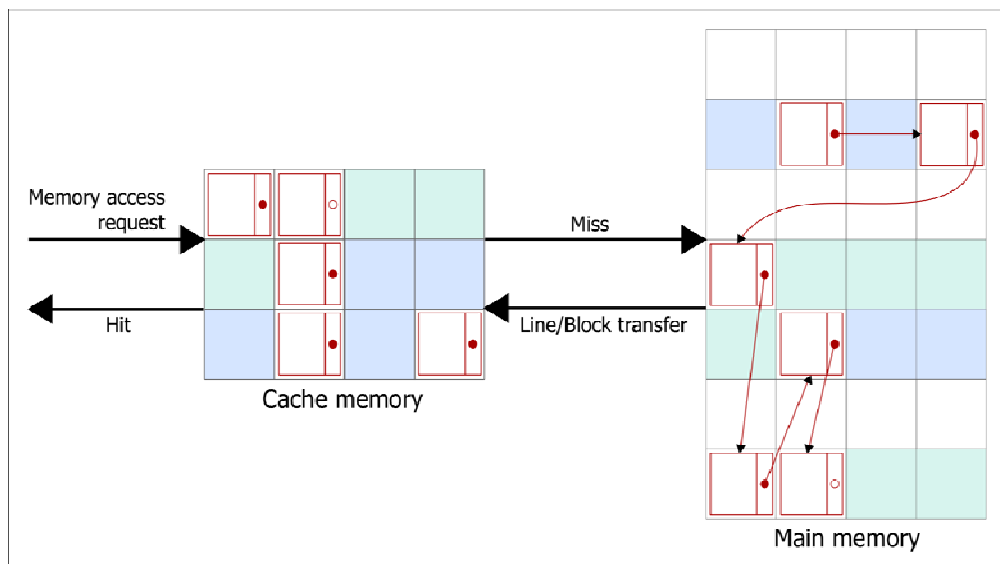 Memory access
request
Hit
Cache memory
Miss
Line/Block transfer
Main memory